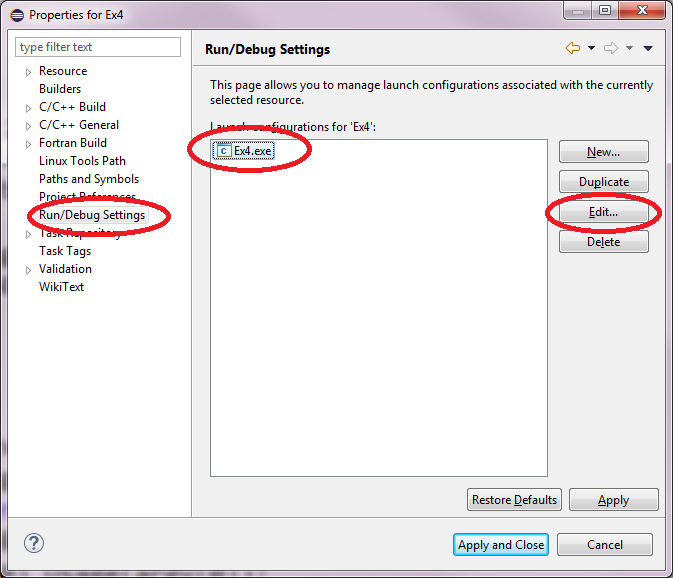 Properties for Ex4
type filter text
Resource
Builders
C/C++ Build
C/C++ General
Fortran Build
Linux Tools Path
Paths and Symbols
Project References
Run/Debug Settings
Task Repository
Task Tags
Validation
WikiText
Run/Debug Settings
This page allows you to manage launch configurations associated with the currently
selected resource.
Launch configurations for 'Ex4':
c Ex4.exe
New...
Duplicate
Edit...
Delete
Restore Defaults
Apply
?
Apply and Close
Cancel